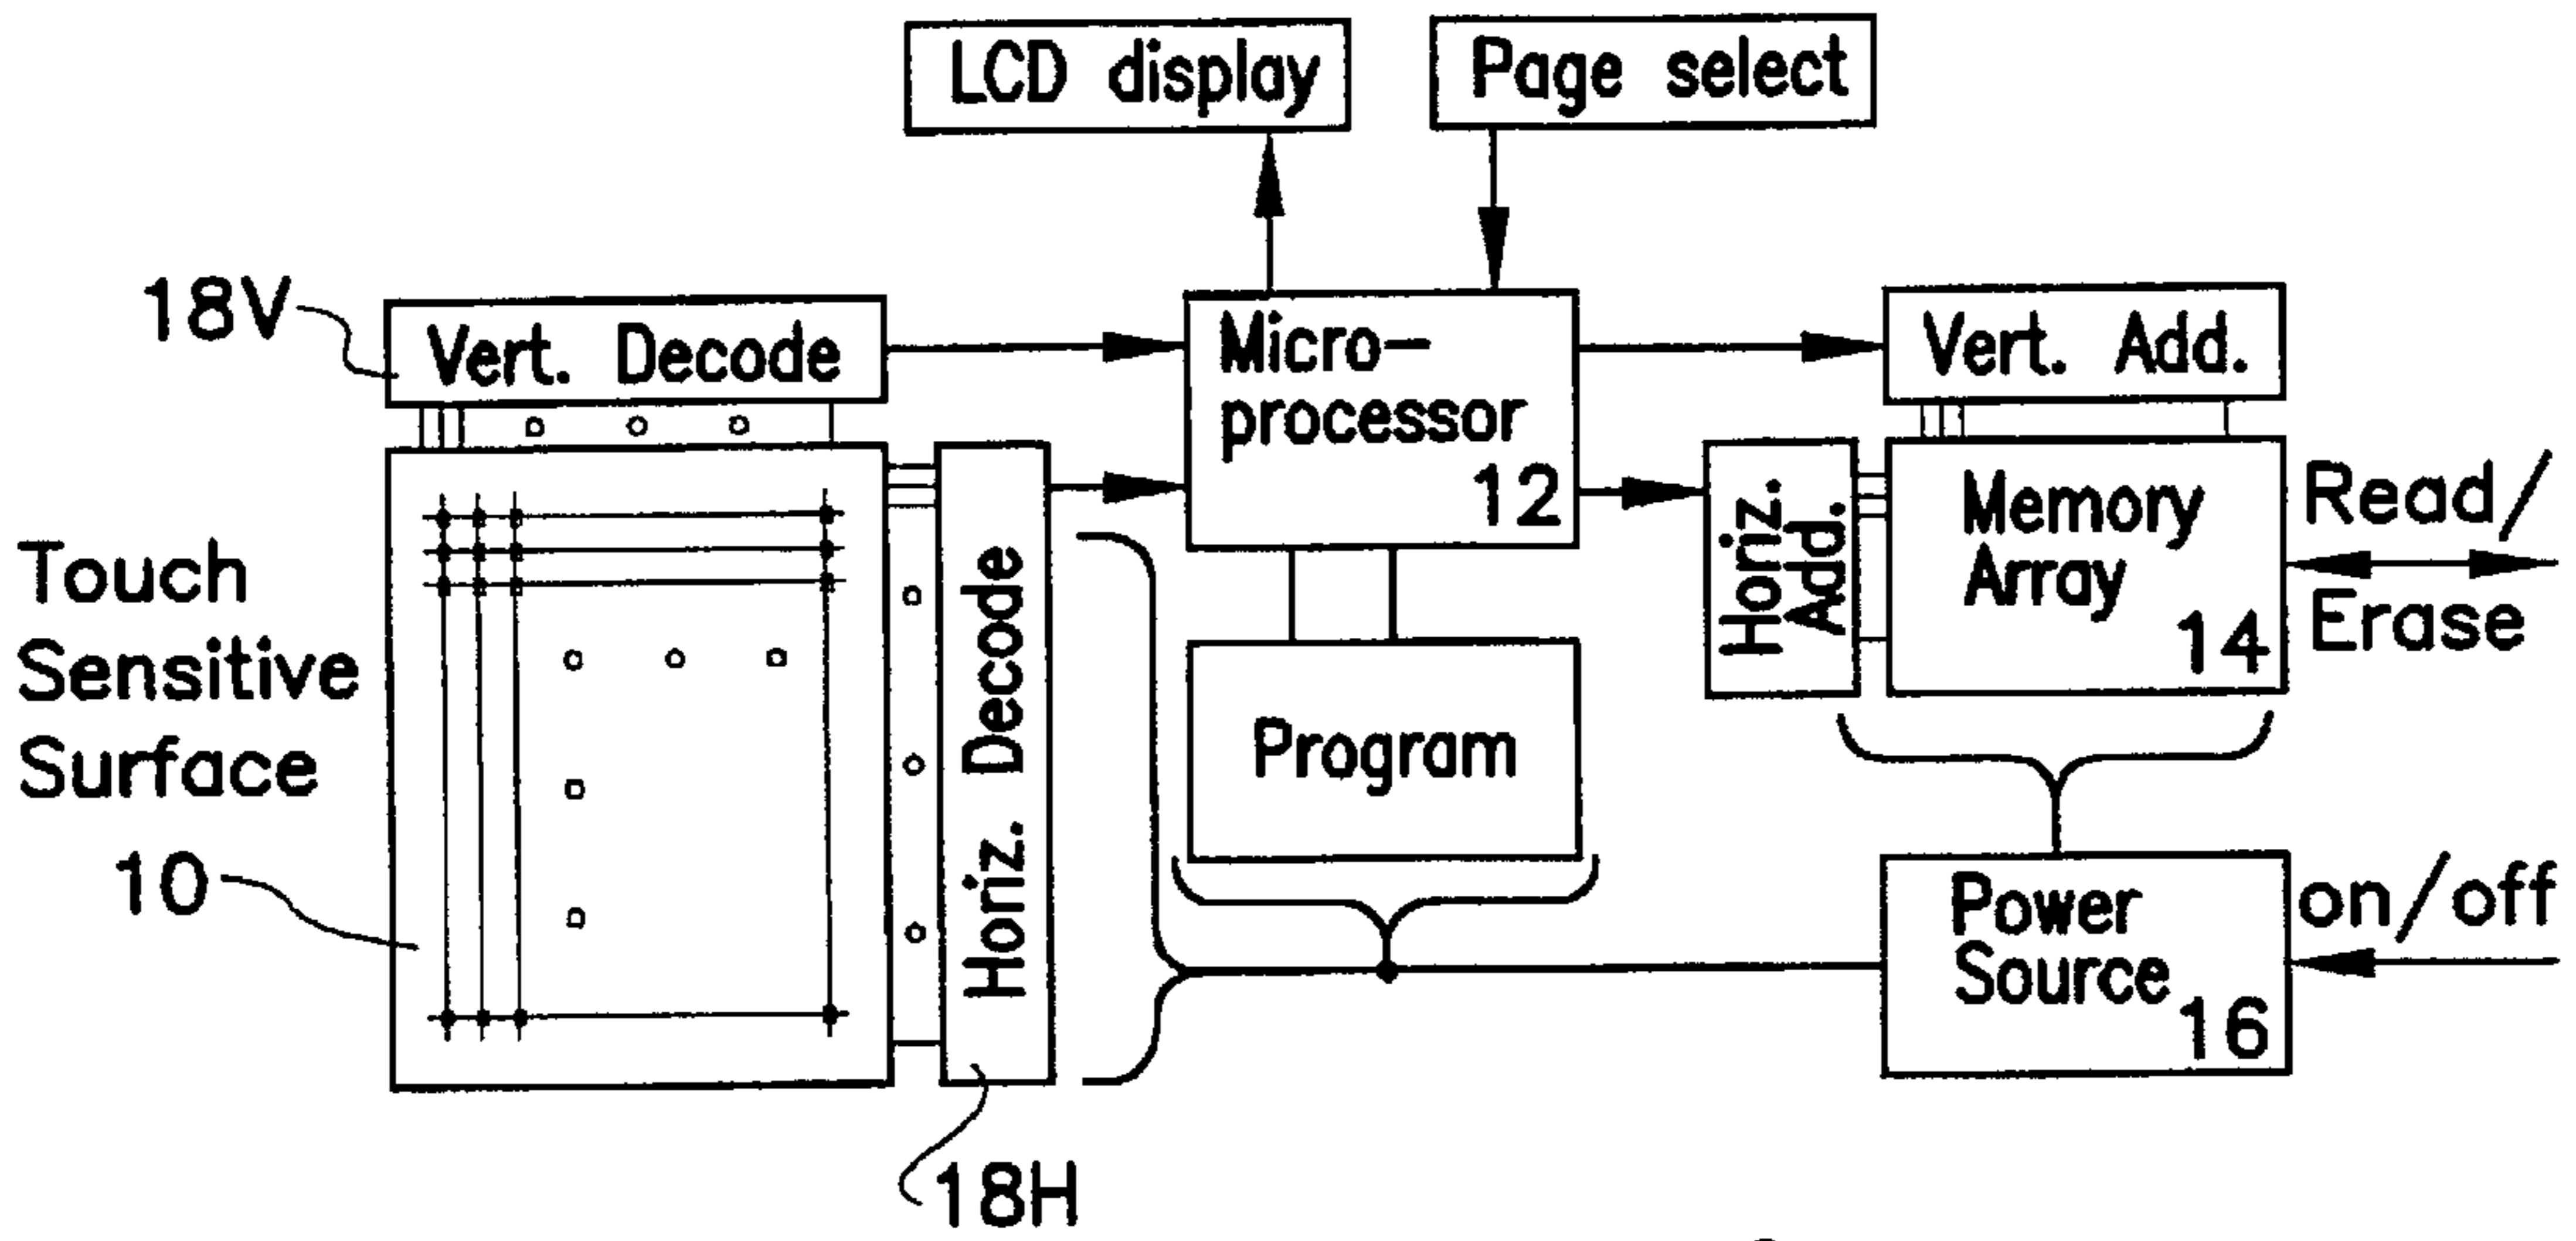 LCD display
Page select
18V
Vert. Decode
Micro-
processor
12
Vert. Add.
Horiz.
Add.
Memory
Array
14
Read/
Erase
Touch
Sensitive
Surface
10
Horiz. Decode
18H
Program
Power
Source
16
on/off